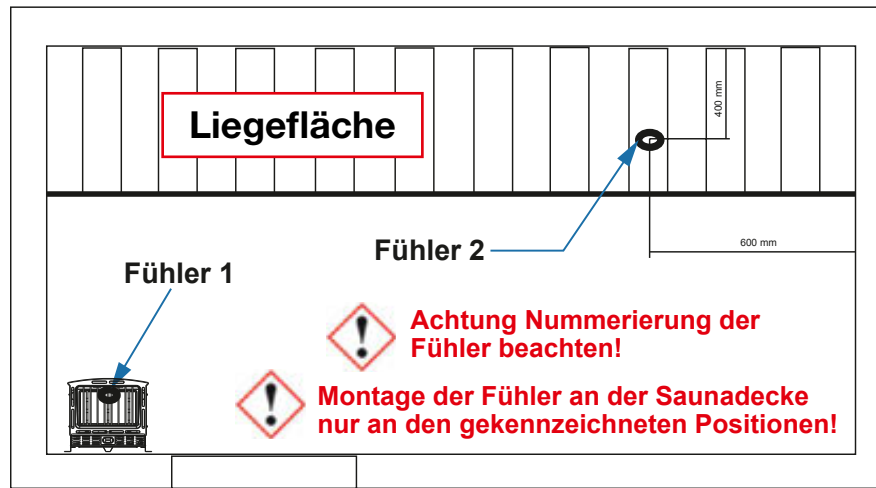 Liegefläche
400 mm
Fühler 2
600 mm
Fühler 1
Achtung Nummerierung der
Fühler beachten!
Montage der Fühler an der Saunadecke
nur an den gekennzeichneten Positionen!